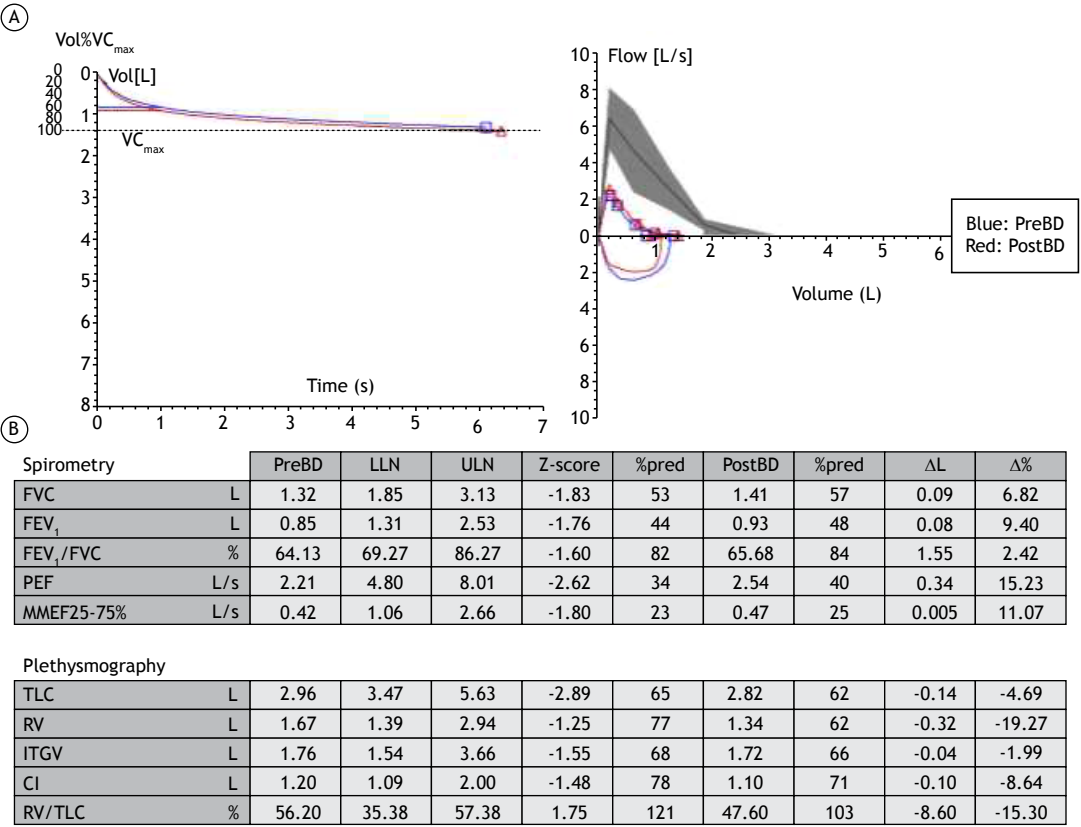 A
Vol%VCmax
0
20
40
60
80
100
Vol[L]
0
1
2
3
4
5
6
7
8
VCmax
Time (s)
0 1 2 3 4 5 6 7
Flow [L/s]
10
8
6
4
2
0
2
4
6
8
10
1 2 3 4 5 6
Volume (L)
Blue: PreBD
Red: PostBD
B
Spirometry PreBD LLN ULN Z-score %pred PostBD %pred ΔL Δ%
FVC L 1.32 1.85 3.13 -1.83 53 1.41 57 0.09 6.82
FEV1 L 0.85 1.31 2.53 -1.76 44 0.93 48 0.08 9.40
FEV1/FVC % 64.13 69.27 86.27 -1.60 82 65.68 84 1.55 2.42
PEF L/s 2.21 4.80 8.01 -2.62 34 2.54 40 0.34 15.23
MMEF25-75% L/s 0.42 1.06 2.66 -1.80 23 0.47 25 0.005 11.07
Plethysmography
TLC L 2.96 3.47 5.63 -2.89 65 2.82 62 -0.14 -4.69
RV L 1.67 1.39 2.94 -1.25 77 1.34 62 -0.32 -19.27
ITGV L 1.76 1.54 3.66 -1.55 68 1.72 66 -0.04 -1.99
CI L 1.20 1.09 2.00 -1.48 78 1.10 71 -0.10 -8.64
RV/TLC % 56.20 35.38 57.38 1.75 121 47.60 103 -8.60 -15.30